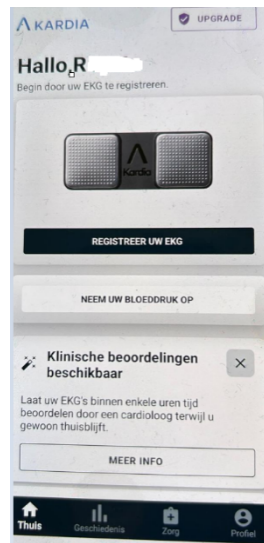 KARDIA
UPGRADE
Hallo,R
Begin door uw EKG te registreren.
Kardia
REGISTREER UW EKG
NEEM UW BLOEDDRUK OP
Klinische beoordelingen
beschikbaar
Laat uw EKG's binnen enkele uren tijd
beoordelen door een cardioloog terwijl u
gewoon thuisblijft.
MEER INFO
Thuis
Geschiedenis
Zorg
Profiel